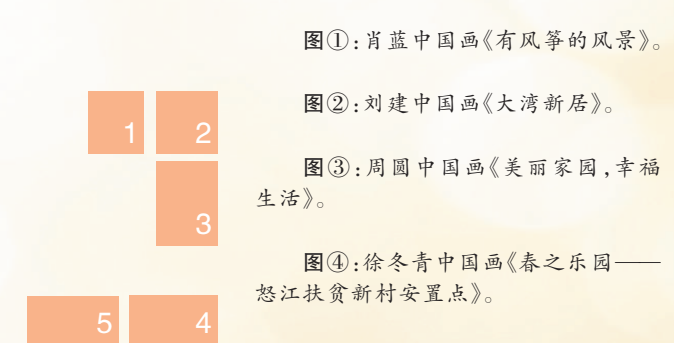 图①:肖蓝中国画《有风筝的风景》。
图②:刘建中国画《大湾新居》。
图③:周圆中国画《美丽家园,幸福
生活》。
图④:徐冬青中国画《春之乐园——
怒江扶贫新村安置点》。
1 2
3
5 4